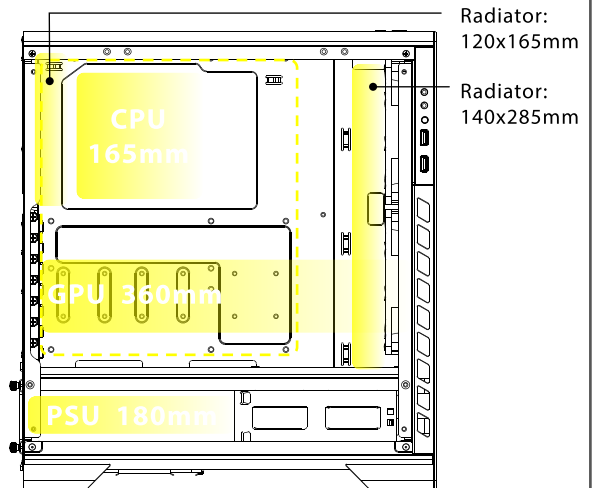 Radiator:
120x165mm
Radiator:
140x285mm
CPU
165mm
GPU 360mm
PSU 180mm